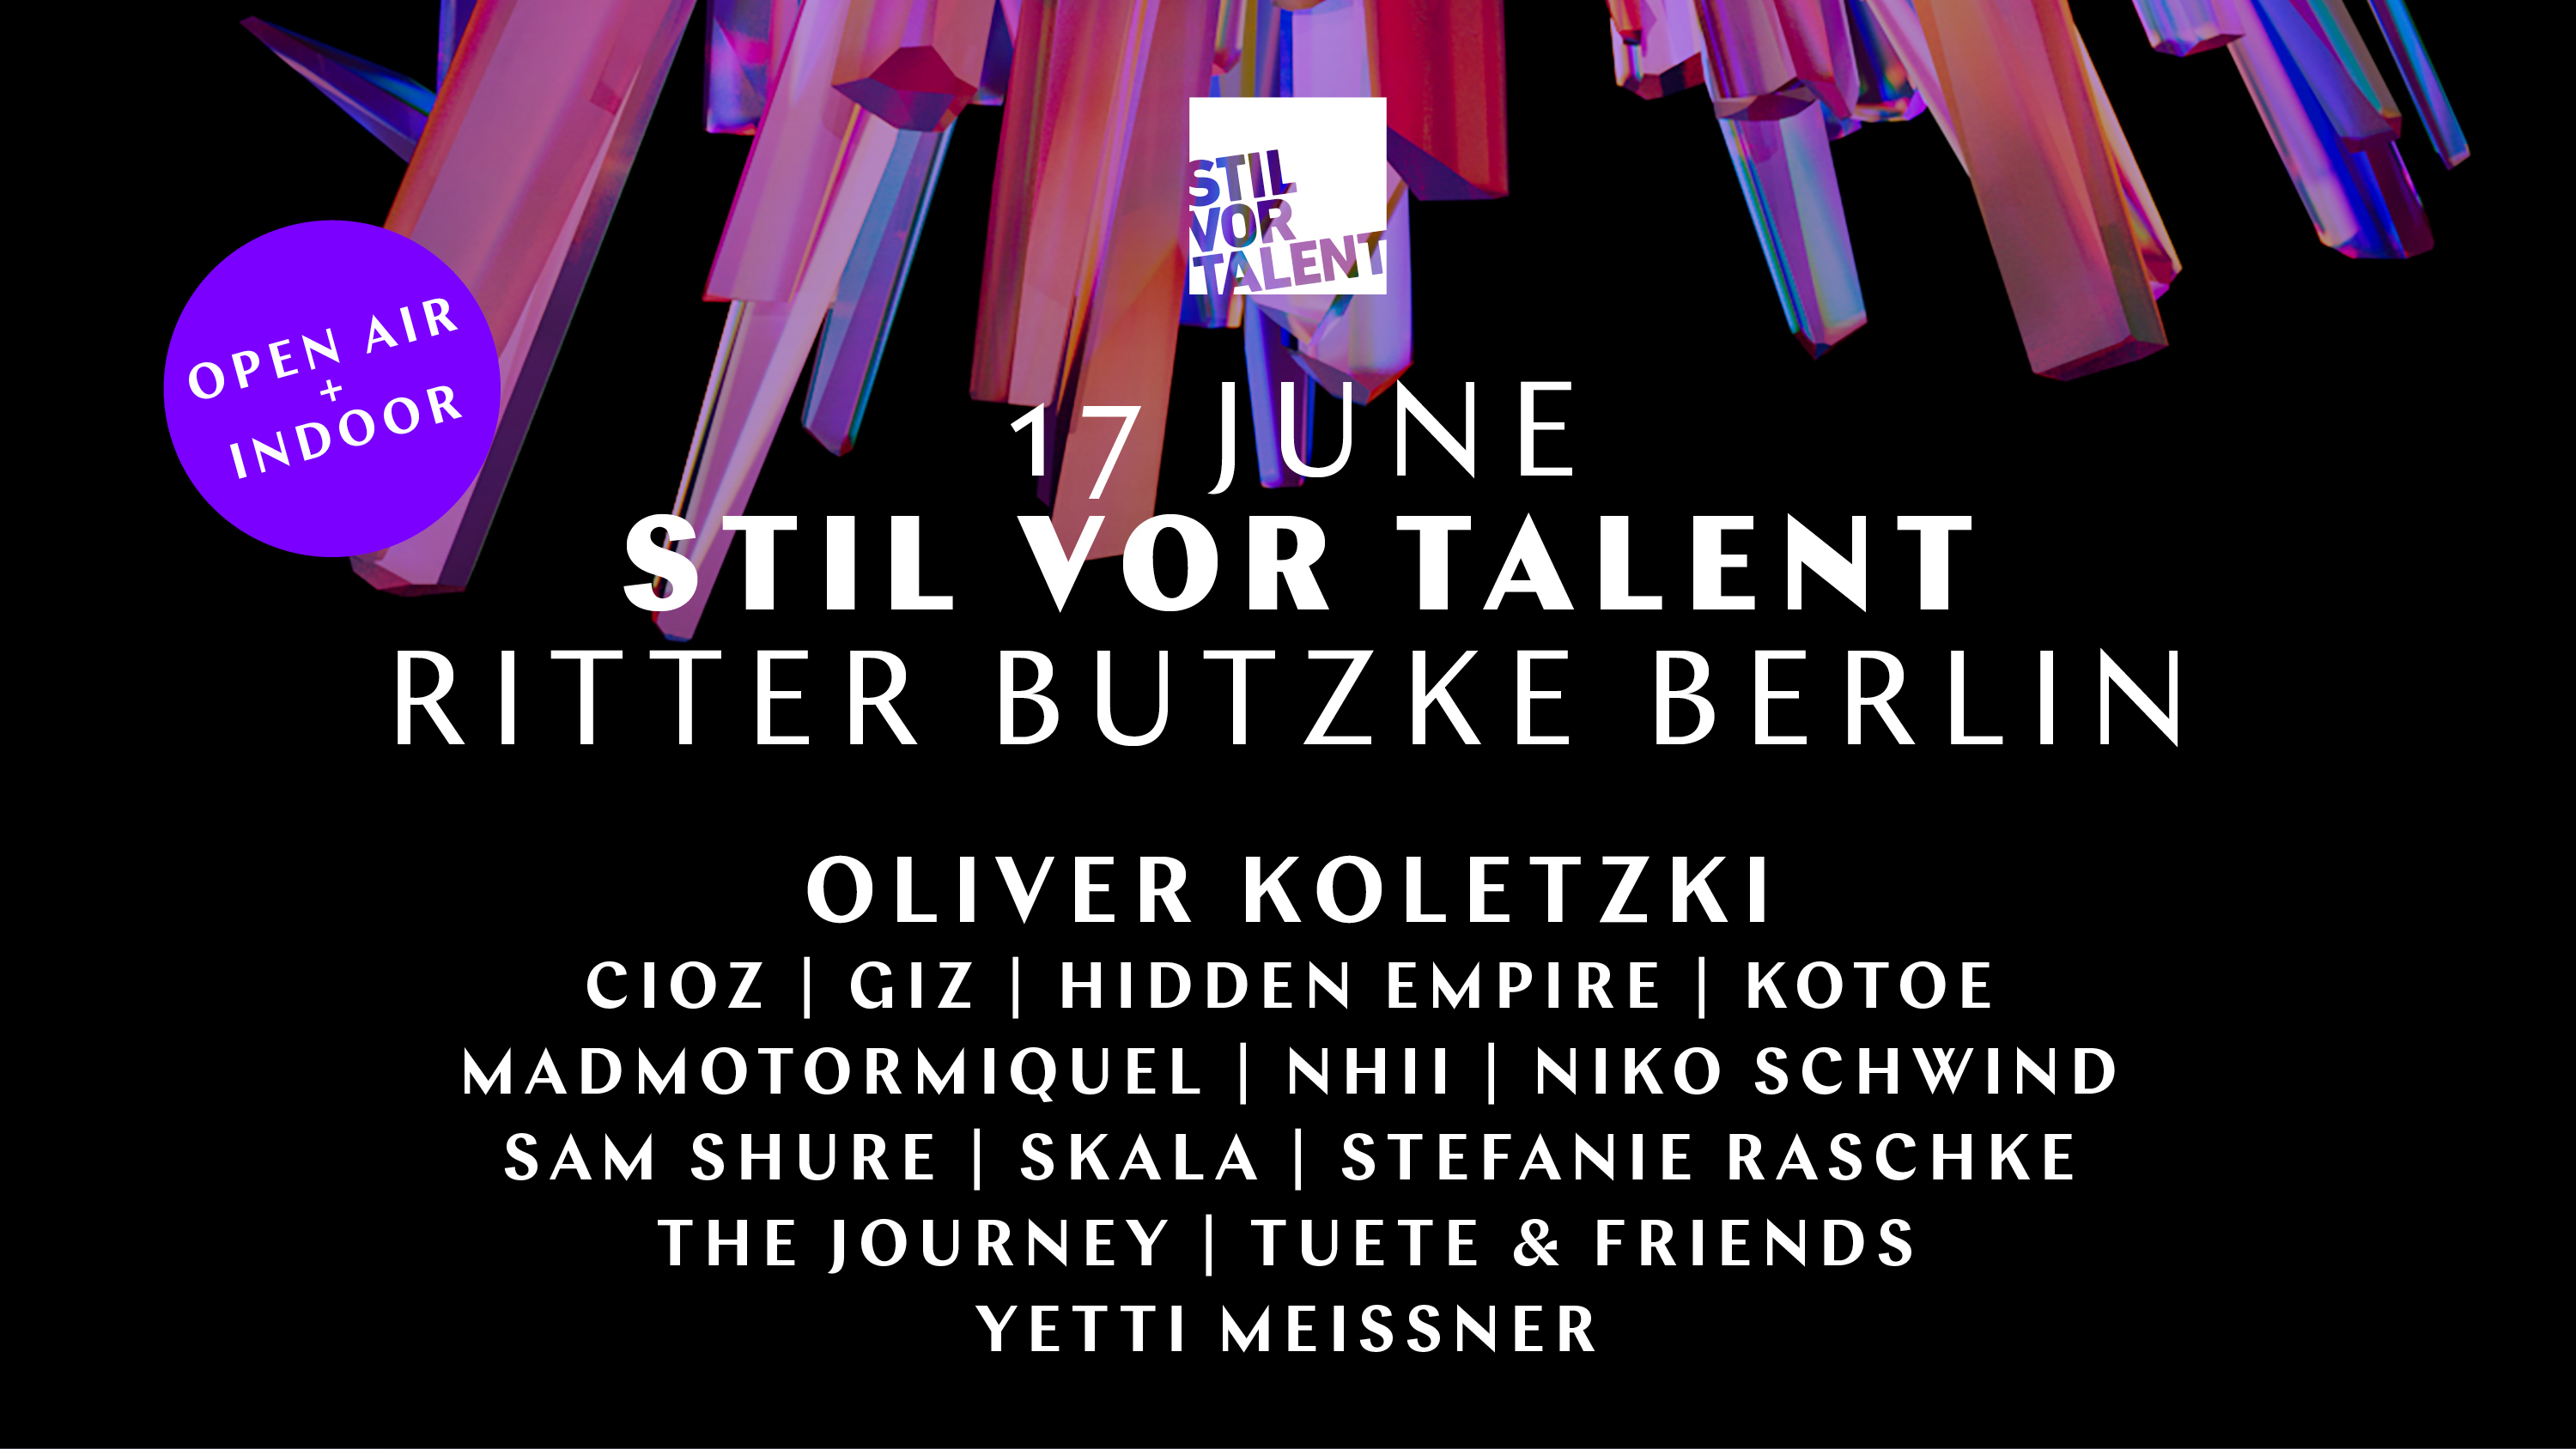 STIL
VOR
TALENT
OPEN AIR
+
INDOOR
17 JUNE
STIL VOR TALENT
RITTER BUTZKE BERLIN
OLIVER KOLETZKI
CIOZ | GIZ | HIDDEN EMPIRE | KOTOE
MADMOTORMIQUEL | NHII | NIKO SCHWIND
SAM SHURE | SKALA | STEFANIE RASCHKE
THE JOURNEY | TUETE & FRIENDS
YETTI MEISSNER